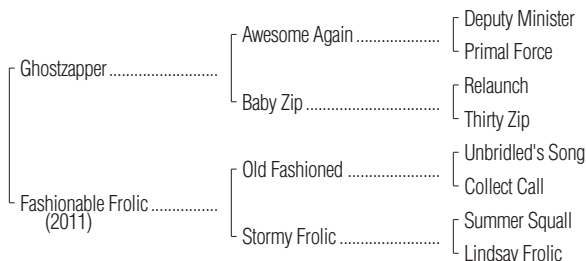 Deputy Minister
Awesome Again ....................
Primal Force
Ghostzapper ..........................
Relaunch
Baby Zip ................................
Thirty Zip
Unbridled's Song
Old Fashioned ........................
Collect Call
Fashionable Frolic ................
(2011)
Summer Squall
Stormy Frolic ........................
Lindsay Frolic